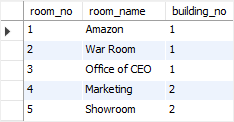 room_no room_name building_no
1 Amazon 1
2 War Room 1
3 Office of CEO 1
4 Marketing 2
5 Showroom 2